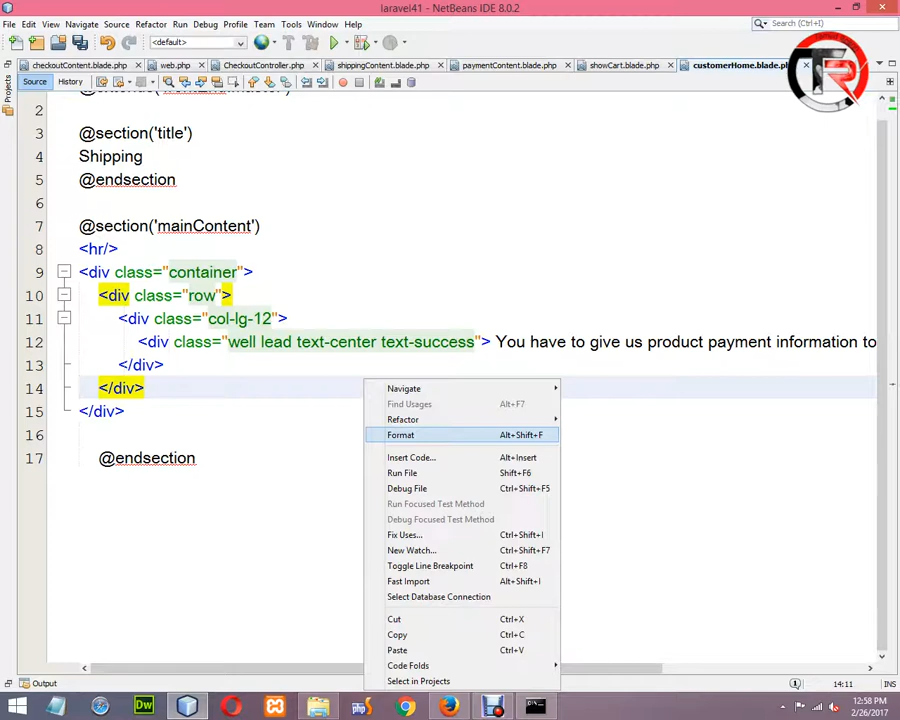 laravel41 - NetBeans IDE 8.0.2
File Edit View Navigate Source Refactor Run Debug Profile Team Tools Window Help
Search (Ctrl+I)
<default>
checkoutContent.blade.php web.php CheckoutController.php shippingContent.blade.php paymentContent.blade.php showCart.blade.php customerHome.blade.ph
Source History
Projects
2
3 @section('title')
4 Shipping
5 @endsection
6
7 @section('mainContent')
8 <hr/>
9 <div class="container">
10 <div class="row">
11 <div class="col-lg-12">
12 <div class="well lead text-center text-success"> You have to give us product payment information to
13 </div>
14 </div>
15 </div>
16
17 @endsection
Navigate
Find Usages Alt+F7
Refactor
Format Alt+Shift+F
Insert Code... Alt+Insert
Run File Shift+F6
Debug File Ctrl+Shift+F5
Run Focused Test Method
Debug Focused Test Method
Fix Uses... Ctrl+Shift+I
New Watch... Ctrl+Shift+F7
Toggle Line Breakpoint Ctrl+F8
Fast Import Alt+Shift+I
Select Database Connection
Cut Ctrl+X
Copy Ctrl+C
Paste Ctrl+V
Code Folds
Select in Projects
Output
14:11 INS
Dw
12:58 PM
2/26/2017